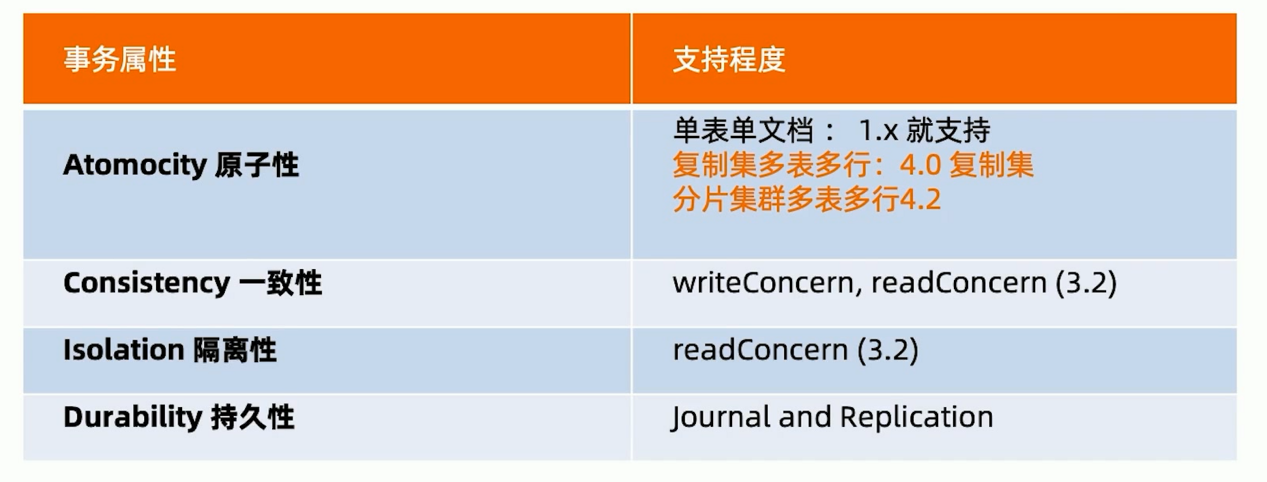 事务属性
支持程度
Atomocity 原子性
单表单文档 ： 1.x 就支持
复制集多表多行：4.0 复制集
分片集群多表多行4.2
Consistency 一致性
writeConcern, readConcern (3.2)
Isolation 隔离性
readConcern (3.2)
Durability 持久性
Journal and Replication